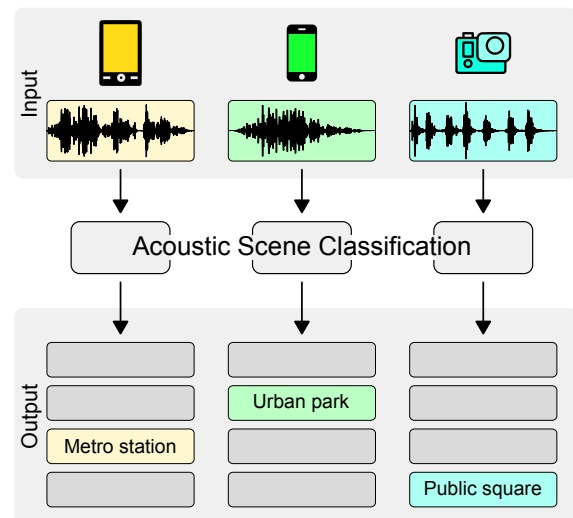 Input
Acoustic Scene Classification
Output
Urban park
Metro station
Public square